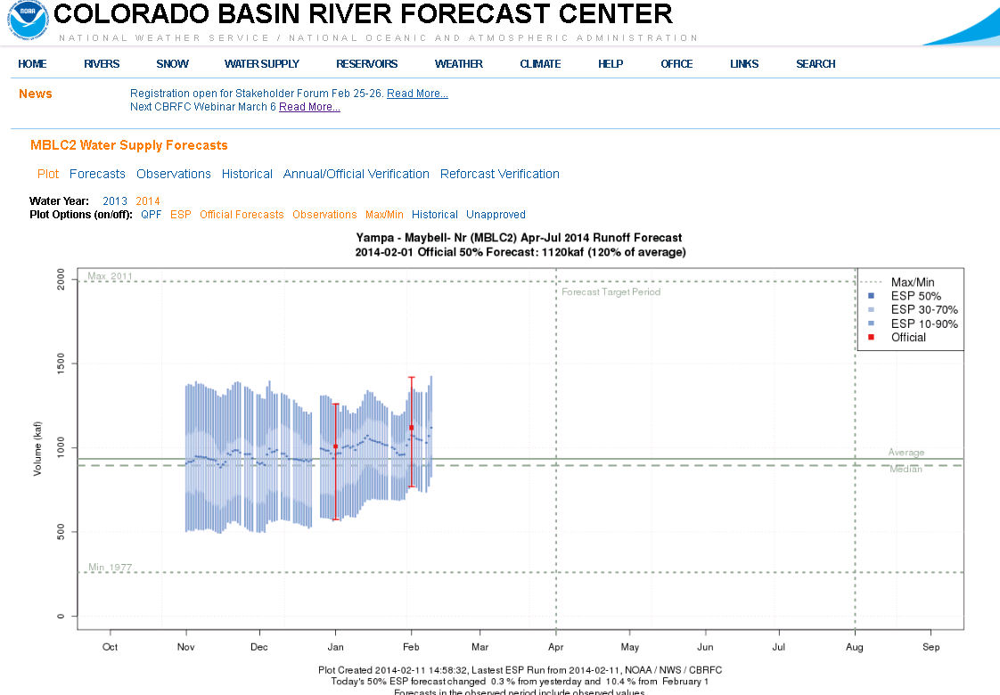 NOAA
COLORADO BASIN RIVER FORECAST CENTER
NATIONAL WEATHER SERVICE / NATIONAL OCEANIC AND ATMOSPHERIC ADMINISTRATION
HOME RIVERS SNOW WATER SUPPLY RESERVOIRS WEATHER CLIMATE HELP OFFICE LINKS SEARCH
News
Registration open for Stakeholder Forum Feb 25-26. Read More...
Next CBRFC Webinar March 6 Read More...
MBLC2 Water Supply Forecasts
Plot Forecasts Observations Historical Annual/Official Verification Reforcast Verification
Water Year: 2013 2014
Plot Options (on/off): QPF ESP Official Forecasts Observations Max/Min Historical Unapproved
Yampa - Maybell- Nr (MBLC2) Apr-Jul 2014 Runoff Forecast
2014-02-01 Official 50% Forecast: 1120kaf (120% of average)
Max 2011
Forecast Target Period
Max/Min
ESP 50%
ESP 30-70%
ESP 10-90%
Official
Average
Median
Min 1977
Volume (kaf)
2000
1500
1000
500
0
Oct Nov Dec Jan Feb Mar Apr May Jun Jul Aug Sep
Plot Created 2014-02-11 14:58:32, Lastest ESP Run from 2014-02-11, NOAA / NWS / CBRFC
Today's 50% ESP forecast changed 0.3 % from yesterday and 10.4 % from February 1
Forecasts in the observed period include observed values